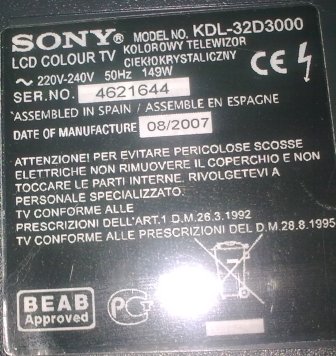 SONY MODEL NO. KDL-32D3000
LCD COLOUR TV KOLOROWY TELEWIZOR
CIEKŁOKRYSTALICZNY
~ 220V-240V 50Hz 149W
SER.NO. 4621644
ASSEMBLED IN SPAIN / ASSEMBLED IN
DATE OF MANUFACTURE 08/2007
ATTENZIONE! PER EVITARE PERICOLOSE SCOSSE
ELETTRICHE NON RIMUOVERE IL COPERCHIO E NON
TOCCARE LE PARTI INTERNE. RIVOLGETEVI A
PERSONALE SPECIALIZZATO.
TV CONFORME ALLE
PRESCRIZIONI DELL'ART.1 D.M.26.3.1992
TV CONFORME ALLE PRESCRIZIONI DEL D.M.28.8.1995
CE
BEAB
Approved